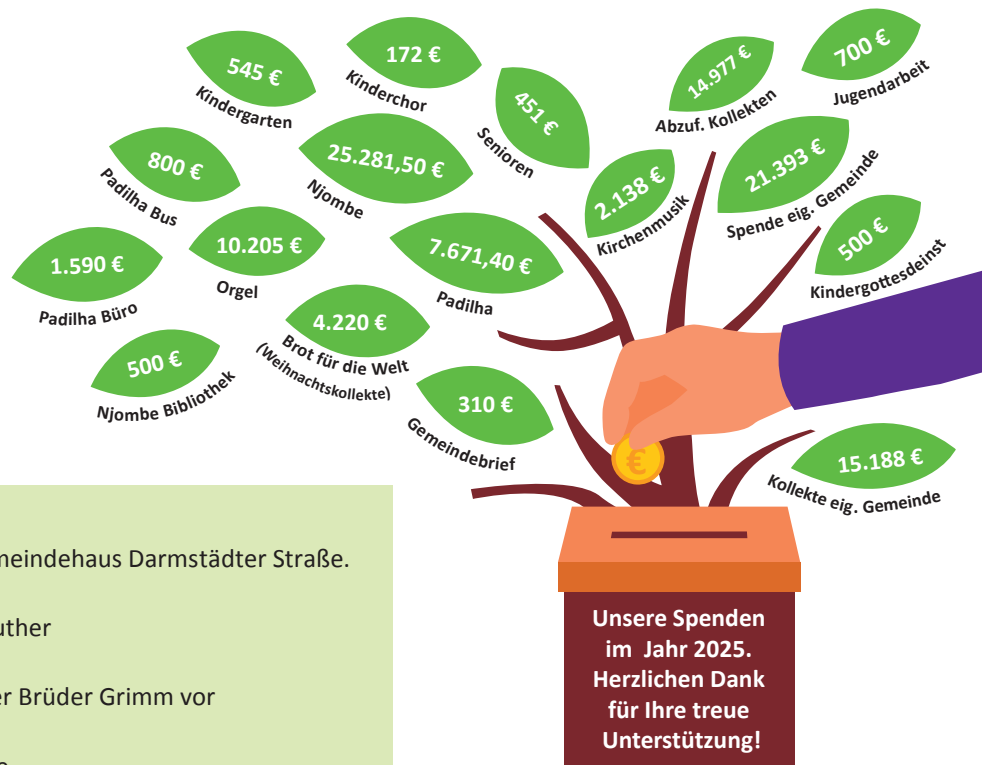 545 €
Kindergarten
172 €
Kinderchor
451 €
Senioren
14.977 €
Abzuf. Kollekten
700 €
Jugendarbeit
800 €
Padilha Bus
25.281,50 €
Njombe
2.138 €
Kirchenmusik
21.393 €
Spende eig. Gemeinde
1.590 €
Padilha Büro
10.205 €
Orgel
7.671,40 €
Padilha
500 €
Kindergottesdeinst
500 €
Njombe Bibliothek
4.220 €
Brot für die Welt
(Weihnachtskollekte)
310 €
Gemeindebrief
€
15.188 €
Kollekte eig. Gemeinde
meindehaus Darmstädter Straße.
uther
er Brüder Grimm vor
Unsere Spenden
im Jahr 2025.
Herzlichen Dank
für Ihre treue
Unterstützung!